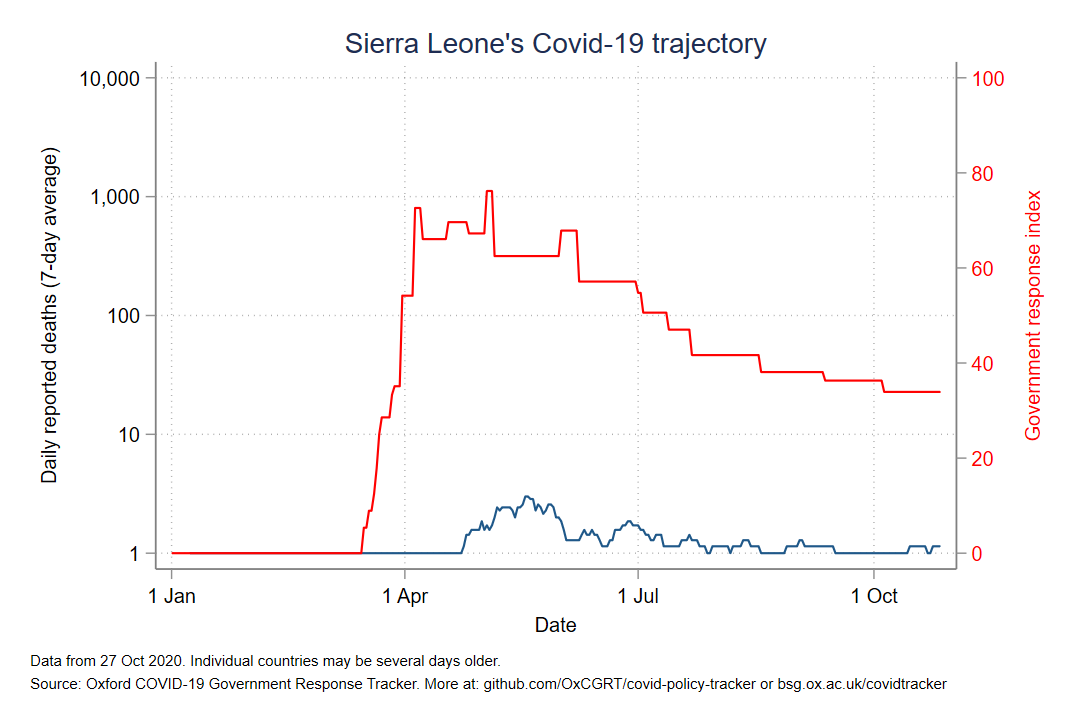 Sierra Leone's Covid-19 trajectory
10,000
1,000
100
10
1
Daily reported deaths (7-day average)
100
80
60
40
20
0
Government response index
1 Jan
1 Apr
1 Jul
1 Oct
Date
Data from 27 Oct 2020. Individual countries may be several days older.
Source: Oxford COVID-19 Government Response Tracker. More at: github.com/OxCGRT/covid-policy-tracker or bsg.ox.ac.uk/covidtracker